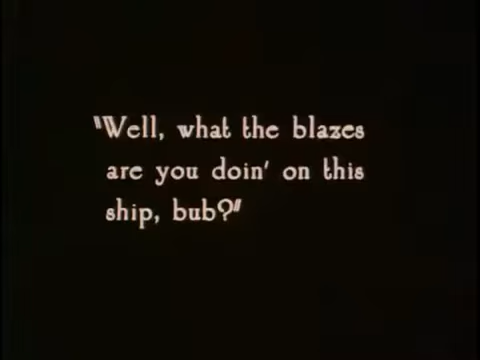 "Well, what the blazes
are you doin' on this
ship, bub?"